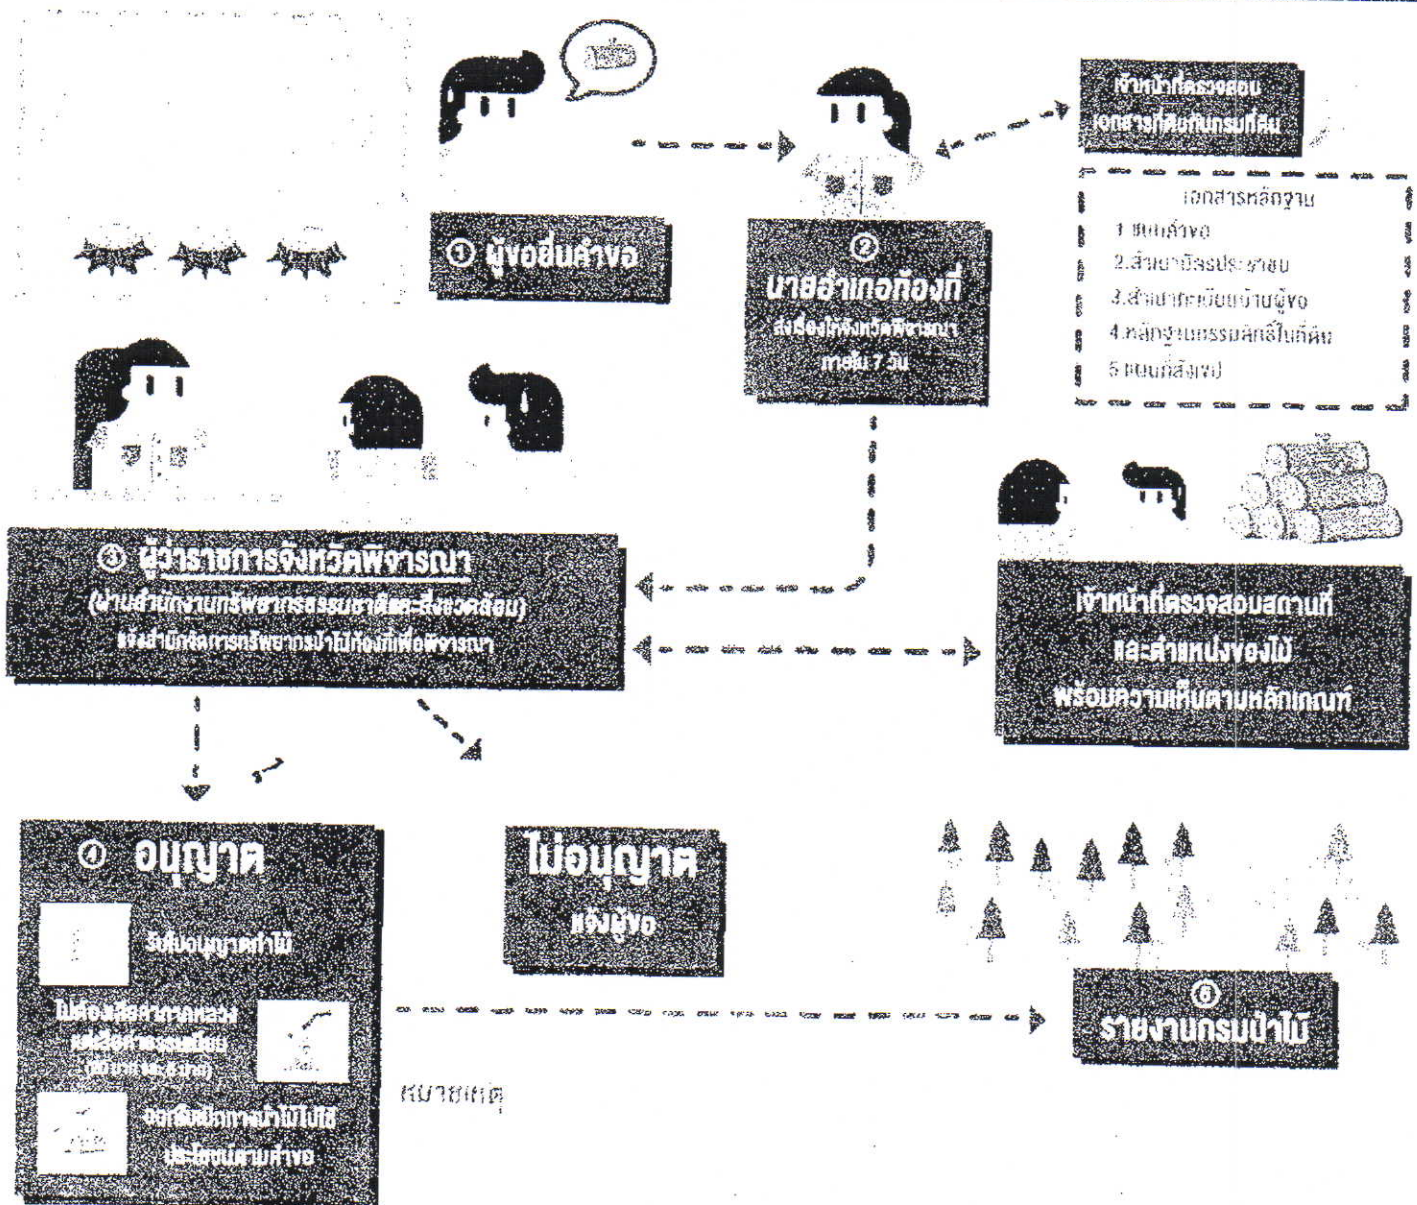 ① ผู้ขอยื่นคำขอ
②
นายอำเภอท้องที่
ส่งเรื่องให้จังหวัดพิจารณา
ภายใน 7 วัน
เจ้าหน้าที่ตรวจสอบ
เอกสารที่ดินกับกรมที่ดิน
เอกสารหลักฐาน
1 แบบคำขอ
2.สำเนาบัตรประชาชน
3.สำเนาทะเบียนบ้านผู้ขอ
4.หลักฐานกรรมสิทธิ์ในที่ดิน
5 แผนที่สังเขป
③ ผู้ว่าราชการจังหวัดพิจารณา
(ผ่านสำนักงานทรัพยากรธรรมชาติและสิ่งแวดล้อม)
แจ้งสำนักจัดการทรัพยากรป่าไม้ท้องที่เพื่อพิจารณา
เจ้าหน้าที่ตรวจสอบสถานที่
และตำแหน่งของไม้
พร้อมความเห็นตามหลักเกณฑ์
④ อนุญาต
รับใบอนุญาตทำไม้
ไม่ต้องเสียค่าภาคหลวง
แต่เสียค่าธรรมเนียม
ออกใบเบิกทางนำไม้ไปใช้
ประโยชน์ตามคำขอ
ไม่อนุญาต
แจ้งผู้ขอ
⑤
รายงานกรมป่าไม้
หมายเหตุ